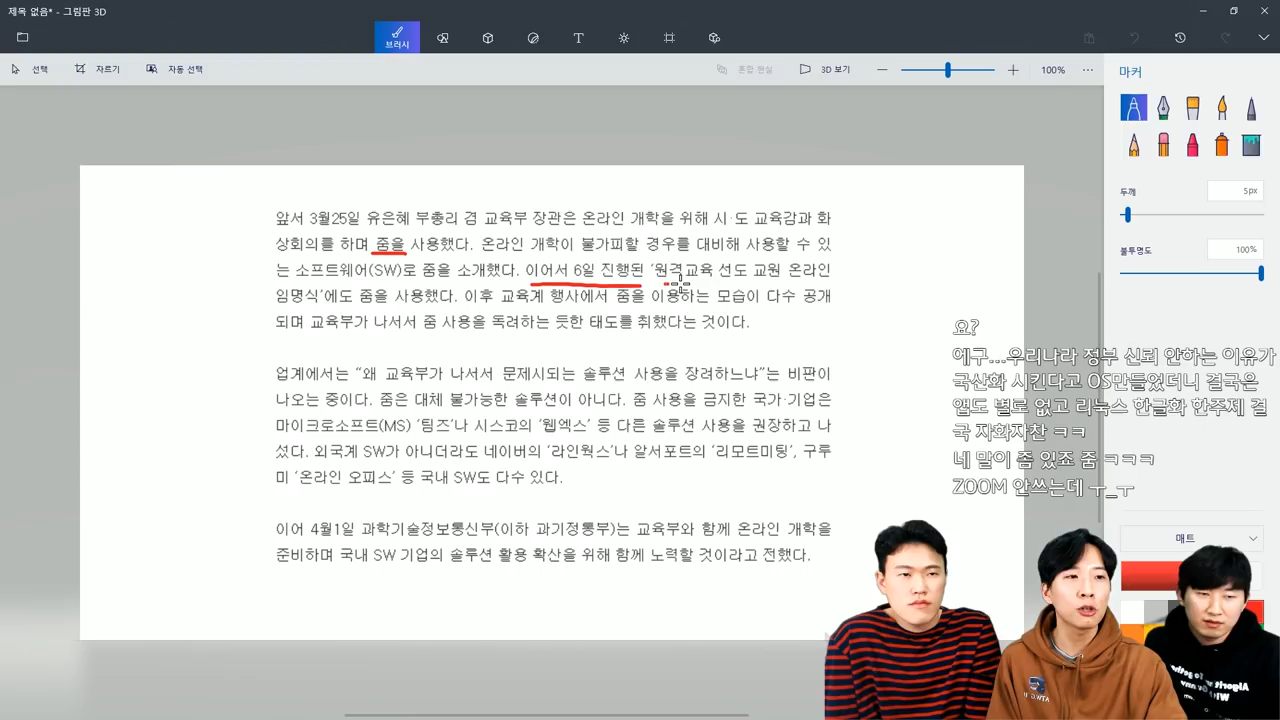 제목 없음* - 그림판 3D
브러시
선택
자르기
자동 선택
혼합 현실
3D 보기
100%
마커
두께
5px
불투명도
100%
매트
앞서 3월25일 유은혜 부총리 겸 교육부 장관은 온라인 개학을 위해 시·도 교육감과 화
상회의를 하며 줌을 사용했다. 온라인 개학이 불가피할 경우를 대비해 사용할 수 있
는 소프트웨어(SW)로 줌을 소개했다. 이어서 6일 진행된 ‘원격교육 선도 교원 온라인
임명식’에도 줌을 사용했다. 이후 교육계 행사에서 줌을 이용하는 모습이 다수 공개
되며 교육부가 나서서 줌 사용을 독려하는 듯한 태도를 취했다는 것이다.
업계에서는 “왜 교육부가 나서서 문제시되는 솔루션 사용을 장려하느냐”는 비판이
나오는 중이다. 줌은 대체 불가능한 솔루션이 아니다. 줌 사용을 금지한 국가·기업은
마이크로소프트(MS) ‘팀즈’나 시스코의 ‘웹엑스’ 등 다른 솔루션 사용을 권장하고 나
섰다. 외국계 SW가 아니더라도 네이버의 ‘라인웍스’나 알서포트의 ‘리모트미팅’, 구루
미 ‘온라인 오피스’ 등 국내 SW도 다수 있다.
이어 4월1일 과학기술정보통신부(이하 과기정통부)는 교육부와 함께 온라인 개학을
준비하며 국내 SW 기업의 솔루션 활용 확산을 위해 함께 노력할 것이라고 전했다.
요?
에구...우리나라 정부 신뢰 안하는 이유가
국산화 시킨다고 OS만들었더니 결국은
앱도 별로 없고 리눅스 한글화 한주제 결
국 자화자찬 ㅋㅋ
네 말이 좀 있죠 줌 ㅋㅋㅋ
ZOOM 안쓰는데 ㅜ_ㅜ